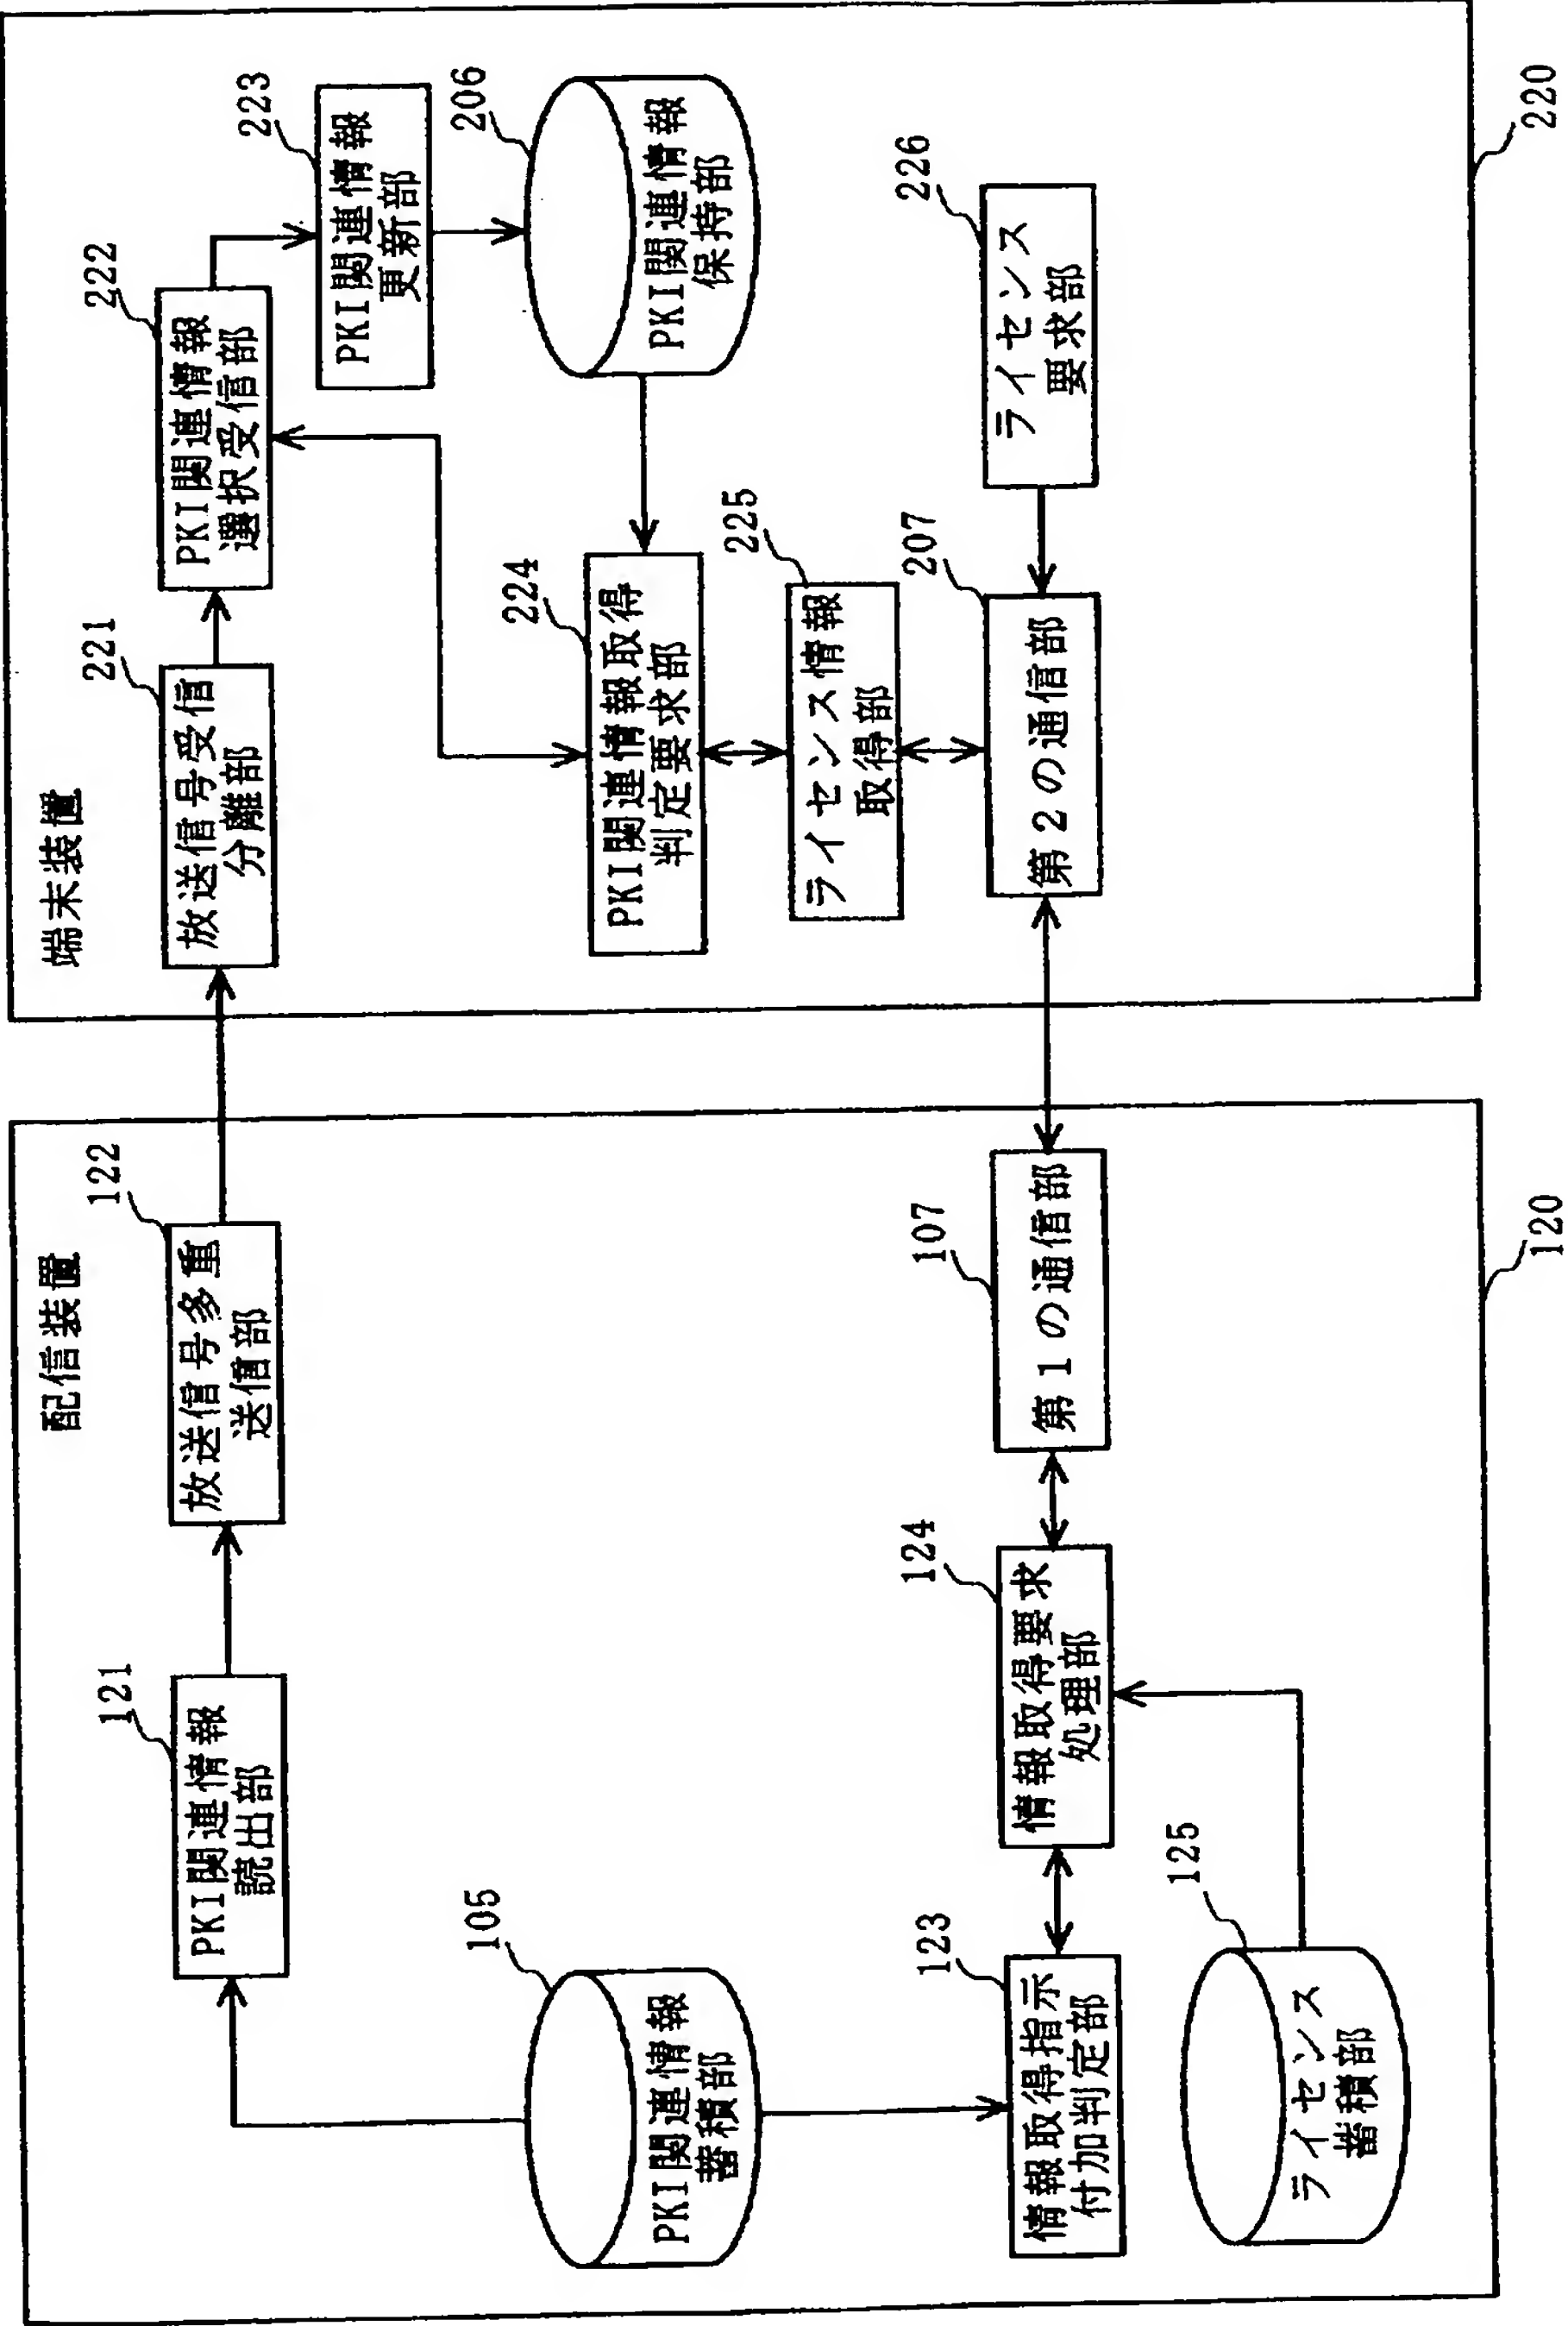 配信装置
121
PKI関連情報
読出部
122
放送信号多重
送信部
105
PKI関連情報
蓄積部
123
情報取得指示
付加判定部
124
情報取得要求
処理部
107
第1の通信部
125
ライセンス
蓄積部
120
端末装置
221
放送信号受信
分離部
222
PKI関連情報
選択受信部
223
PKI関連情報
更新部
206
PKI関連情報
保持部
224
PKI関連情報取得
判定要求部
225
ライセンス情報
取得部
207
第2の通信部
226
ライセンス
要求部
220